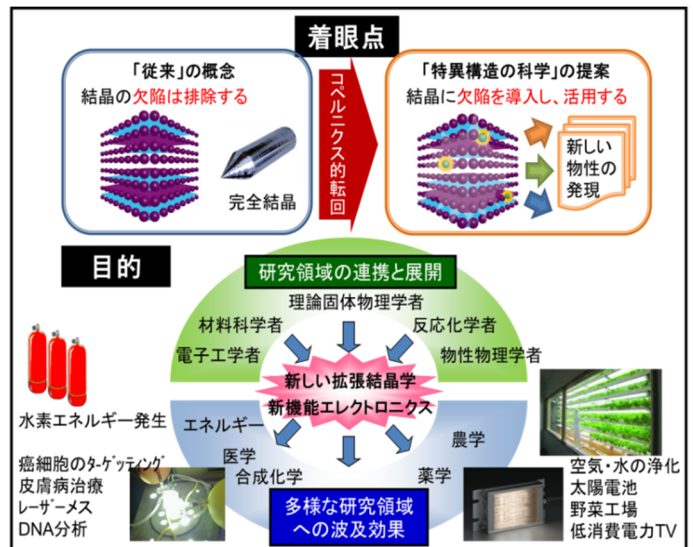 着眼点
「従来」の概念
結晶の欠陥は排除する
完全結晶
コペルニクス的転回
「特異構造の科学」の提案
結晶に欠陥を導入し、活用する
新しい
物性の
発現
目的
研究領域の連携と展開
理論固体物理学者
材料科学者
反応化学者
電子工学者
物性物理学者
新しい拡張結晶学
新機能エレクトロニクス
水素エネルギー発生
エネルギー
医学
合成化学
農学
薬学
癌細胞のﾀｰｹﾞｯティング
皮膚病治療
ﾚｰｻﾞｰメス
DNA分析
多様な研究領域
への波及効果
空気・水の浄化
太陽電池
野菜工場
低消費電力TV